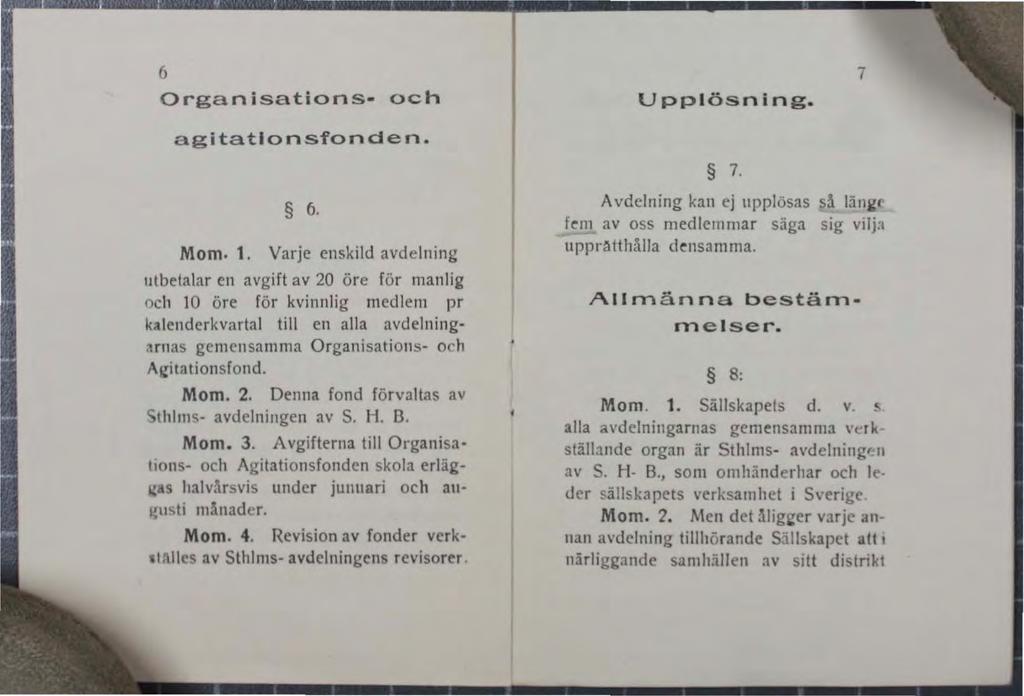 6
Organisations- och
agitationsfonden.
§ 6.
Mom. 1. Varje enskild avdelning
utbetalar en avgift av 20 öre för manlig
och 10 öre för kvinnlig medlem pr
kalenderkvartal till en alla avdelning-
arnas gemensamma Organisations- och
Agitationsfond.
Mom. 2. Denna fond förvaltas av
Sthlms- avdelningen av S. H. B.
Mom. 3. Avgifterna till Organisa-
tions- och Agitationsfonden skola erläg-
gas halvårsvis under junuari och au-
gusti månader.
Mom. 4. Revision av fonder verk-
ställes av Sthlms- avdelningens revisorer.
7
Upplösning.
§ 7.
Avdelning kan ej upplösas så länge
fem av oss medlemmar säga sig vilja
upprätthålla densamma.
Allmänna bestäm-
melser.
§ 8:
Mom. 1. Sällskapets d. v. s.
alla avdelningarnas gemensamma verk-
ställande organ är Sthlms- avdelningen
av S. H- B., som omhänderhar och le-
der sällskapets verksamhet i Sverige.
Mom. 2. Men det åligger varje an-
nan avdelning tillhörande Sällskapet att i
närliggande samhällen av sitt distrikt